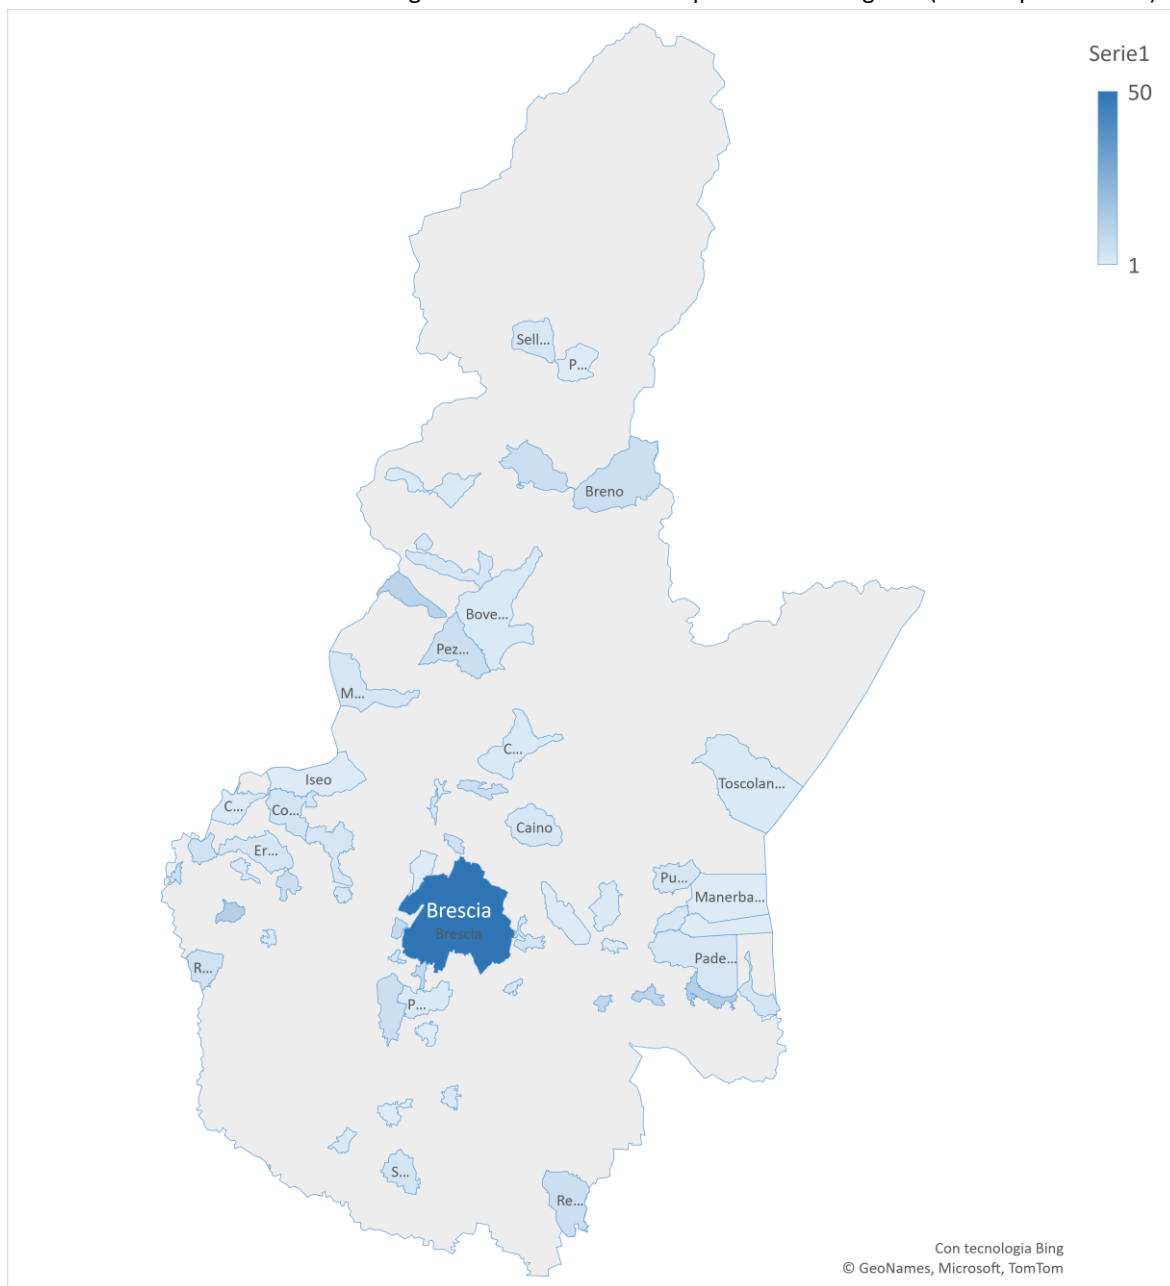 Serie1
50
1
Sell...
P...
Breno
Bove...
Pez...
M...
C...
Iseo
Toscolan...
C...
Co...
Caino
Er...
Pu...
Manerba...
Brescia
Brescia
Pade...
R...
P...
S...
Re...
Con tecnologia Bing
© GeoNames, Microsoft, TomTom